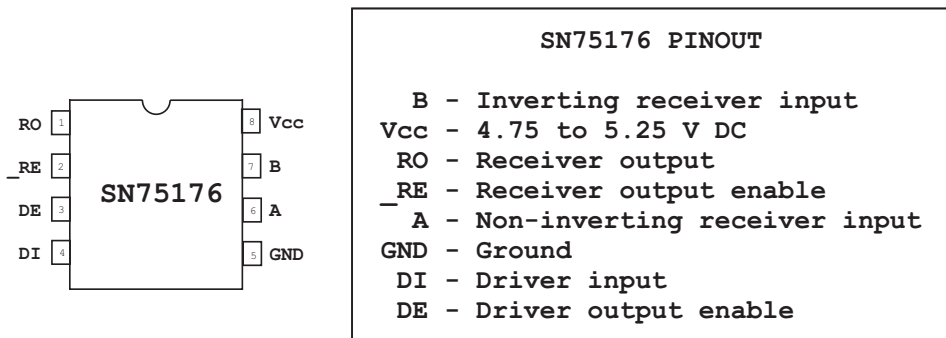 RO 1
_RE 2
DE 3
DI 4
SN75176
8 Vcc
7 B
6 A
5 GND
SN75176 PINOUT
B - Inverting receiver input
Vcc - 4.75 to 5.25 V DC
RO - Receiver output
_RE - Receiver output enable
A - Non-inverting receiver input
GND - Ground
DI - Driver input
DE - Driver output enable